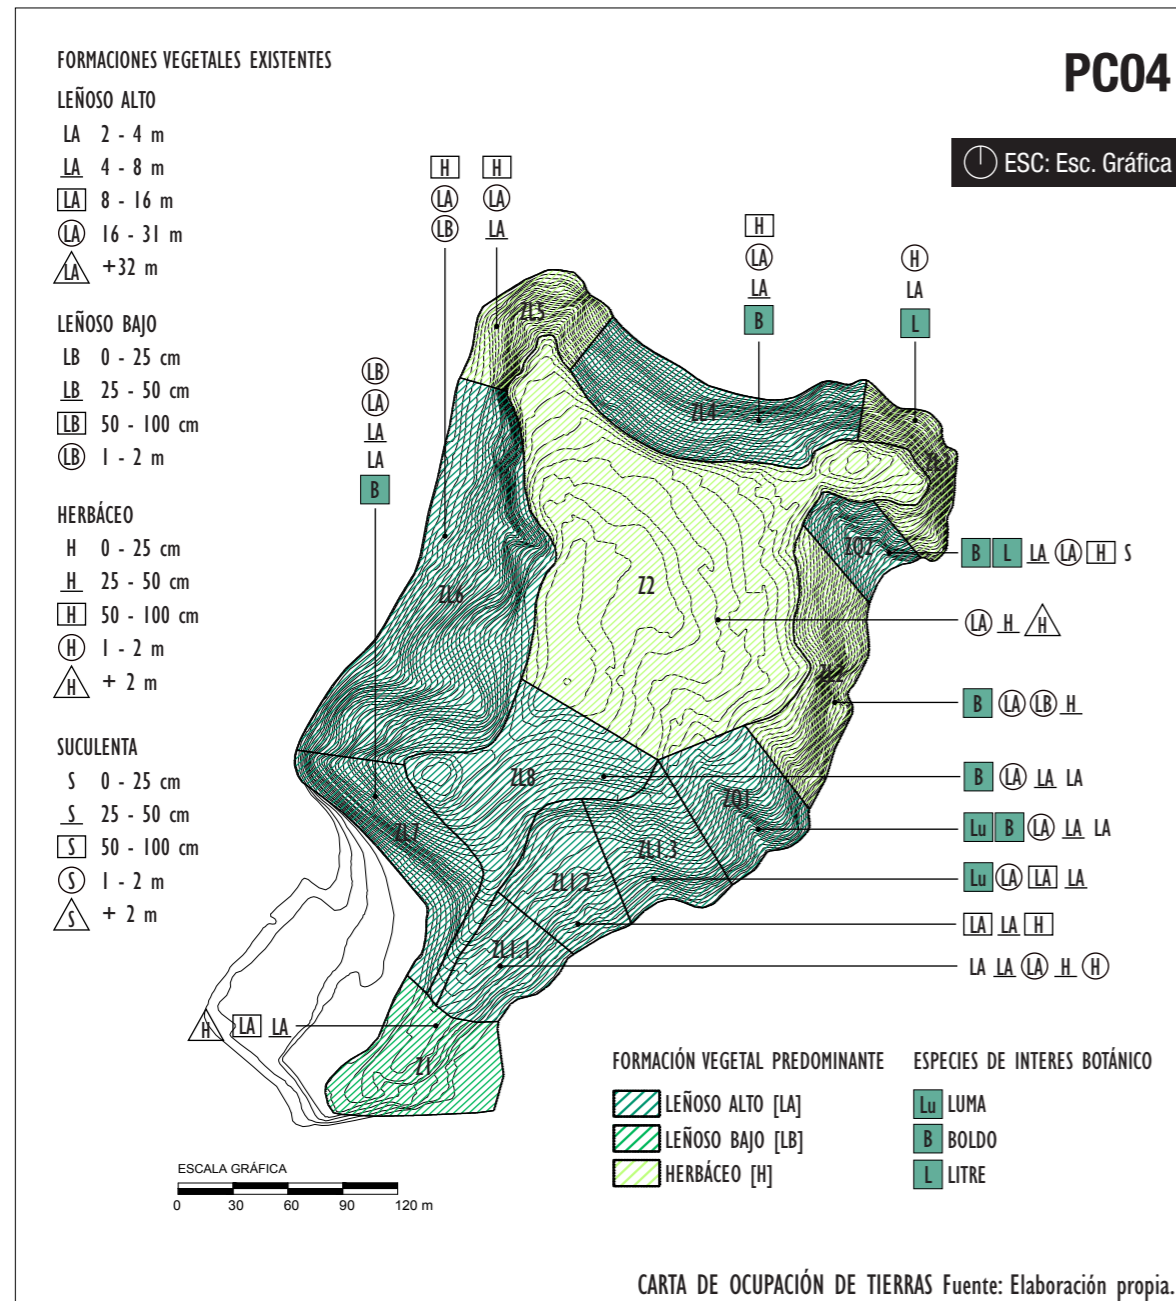 FORMACIONES VEGETALES EXISTENTES
PC04
ESC: Esc. Gráfica
LEÑOSO ALTO
LA 2 - 4 m
LA 4 - 8 m
LA 8 - 16 m
LA 16 - 31 m
LA +32 m
LEÑOSO BAJO
LB 0 - 25 cm
LB 25 - 50 cm
LB 50 - 100 cm
LB 1 - 2 m
HERBÁCEO
H 0 - 25 cm
H 25 - 50 cm
H 50 - 100 cm
H 1 - 2 m
H + 2 m
SUCULENTA
S 0 - 25 cm
S 25 - 50 cm
S 50 - 100 cm
S 1 - 2 m
S + 2 m
H
LA
LB
H
LA
LA
H
LA
LA
B
H
LA
L
LB
LA
LA
LA
B
ZL5
ZL4
ZQ2
Z2
ZL6
ZL2
ZL8
ZQ1
ZL7
ZL1.3
ZL1.2
ZL1.1
Z1
B L LA LA H S
LA H H
B LA LB H
B LA LA LA
Lu B LA LA LA
Lu LA LA LA
LA LA H
LA LA LA H H
H LA LA
FORMACIÓN VEGETAL PREDOMINANTE
LEÑOSO ALTO [LA]
LEÑOSO BAJO [LB]
HERBÁCEO [H]
ESPECIES DE INTERES BOTÁNICO
Lu LUMA
B BOLDO
L LITRE
ESCALA GRÁFICA
0 30 60 90 120 m
CARTA DE OCUPACIÓN DE TIERRAS Fuente: Elaboración propia.